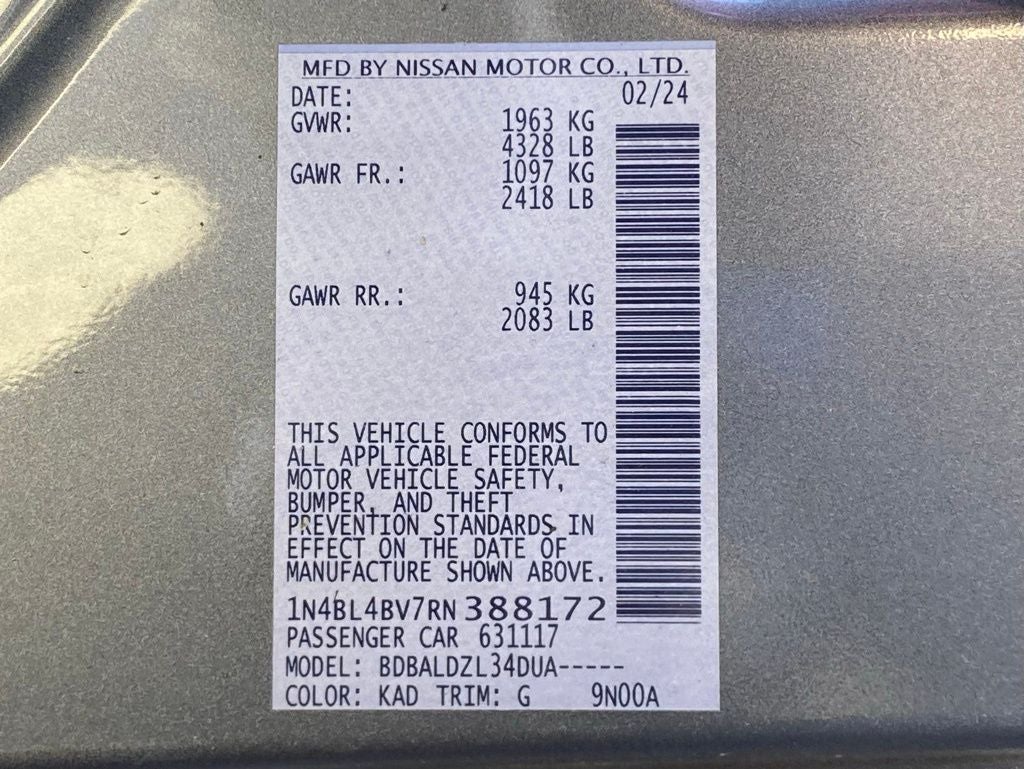 MFD BY NISSAN MOTOR CO., LTD.
DATE: 02/24
GVWR: 1963 KG
4328 LB
GAWR FR.: 1097 KG
2418 LB
GAWR RR.: 945 KG
2083 LB
THIS VEHICLE CONFORMS TO
ALL APPLICABLE FEDERAL
MOTOR VEHICLE SAFETY,
BUMPER, AND THEFT
PREVENTION STANDARDS IN
EFFECT ON THE DATE OF
MANUFACTURE SHOWN ABOVE.
1N4BL4BV7RN388172
PASSENGER CAR 631117
MODEL: BDBALDZL34DUA-----
COLOR: KAD TRIM: G 9N00A